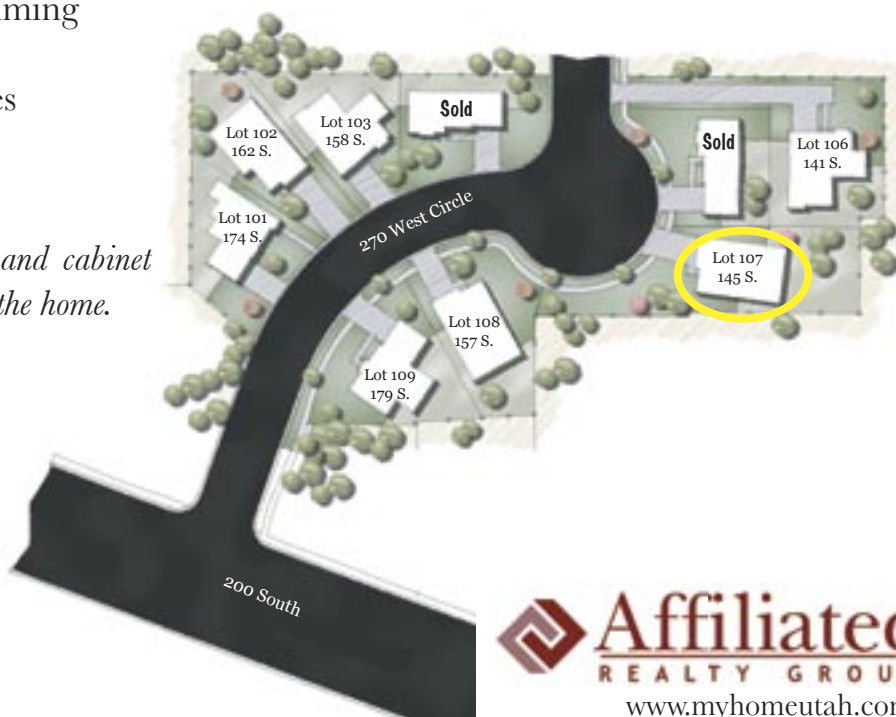 ming
es
and cabinet
the home.
Lot 102
162 S.
Lot 103
158 S.
Sold
Sold
Lot 106
141 S.
Lot 101
174 S.
270 West Circle
Lot 107
145 S.
Lot 108
157 S.
Lot 109
179 S.
200 South
Affiliated
REALTY GROU
www.myhomeutah.com